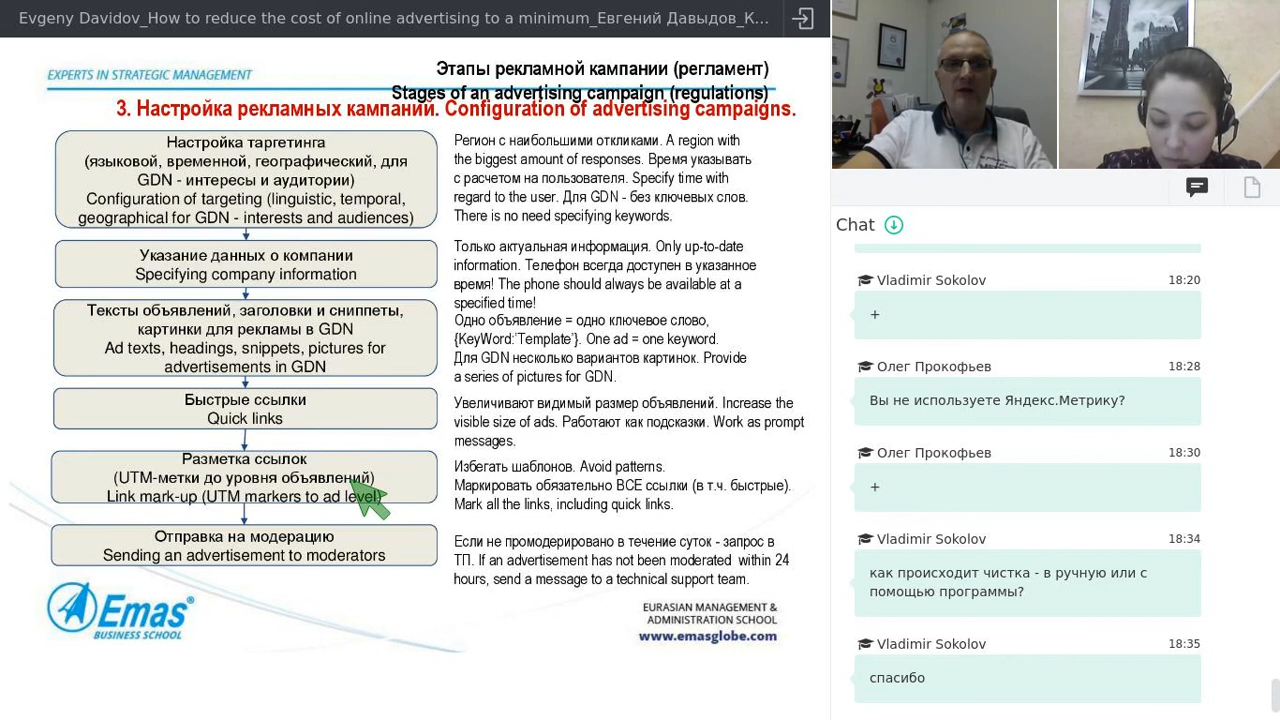 Evgeny Davidov_How to reduce the cost of online advertising to a minimum_Евгений Давыдов_К...
EXPERTS IN STRATEGIC MANAGEMENT
Этапы рекламной кампании (регламент)
Stages of an advertising campaign (regulations)
3. Настройка рекламных кампаний. Configuration of advertising campaigns.
Настройка таргетинга
(языковой, временной, географический, для
GDN - интересы и аудитории)
Configuration of targeting (linguistic, temporal,
geographical for GDN - interests and audiences)
Регион с наибольшими откликами. A region with
the biggest amount of responses. Время указывать
с расчетом на пользователя. Specify time with
regard to the user. Для GDN - без ключевых слов.
There is no need specifying keywords.
Указание данных о компании
Specifying company information
Только актуальная информация. Only up-to-date
information. Телефон всегда доступен в указанное
время! The phone should always be available at a
specified time!
Тексты объявлений, заголовки и сниппеты,
картинки для рекламы в GDN
Ad texts, headings, snippets, pictures for
advertisements in GDN
Одно объявление = одно ключевое слово,
{KeyWord:'Template'}. One ad = one keyword.
Для GDN несколько вариантов картинок. Provide
a series of pictures for GDN.
Быстрые ссылки
Quick links
Увеличивают видимый размер объявлений. Increase the
visible size of ads. Работают как подсказки. Work as prompt
messages.
Разметка ссылок
(UTM-метки до уровня объявлений)
Link mark-up (UTM markers to ad level)
Избегать шаблонов. Avoid patterns.
Маркировать обязательно ВСЕ ссылки (в т.ч. быстрые).
Mark all the links, including quick links.
Отправка на модерацию
Sending an advertisement to moderators
Если не промодерировано в течение суток - запрос в
ТП. If an advertisement has not been moderated within 24
hours, send a message to a technical support team.
Emas
BUSINESS SCHOOL
EURASIAN MANAGEMENT &
ADMINISTRATION SCHOOL
www.emasglobe.com
Chat
Vladimir Sokolov 18:20
+
Олег Прокофьев 18:28
Вы не используете Яндекс.Метрику?
Олег Прокофьев 18:30
+
Vladimir Sokolov 18:34
как происходит чистка - в ручную или с
помощью программы?
Vladimir Sokolov 18:35
спасибо